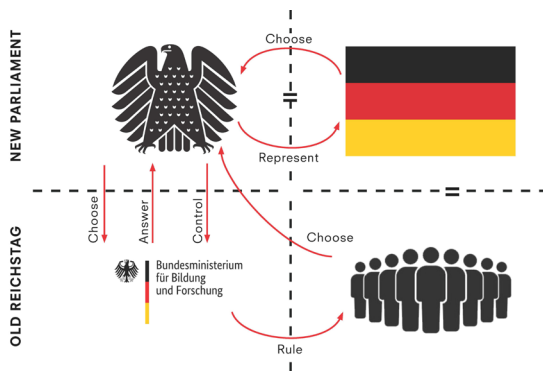 NEW PARLIAMENT
Choose
Represent
Choose
Answer
Control
Choose
OLD REICHSTAG
Bundesministerium
für Bildung
und Forschung
Rule